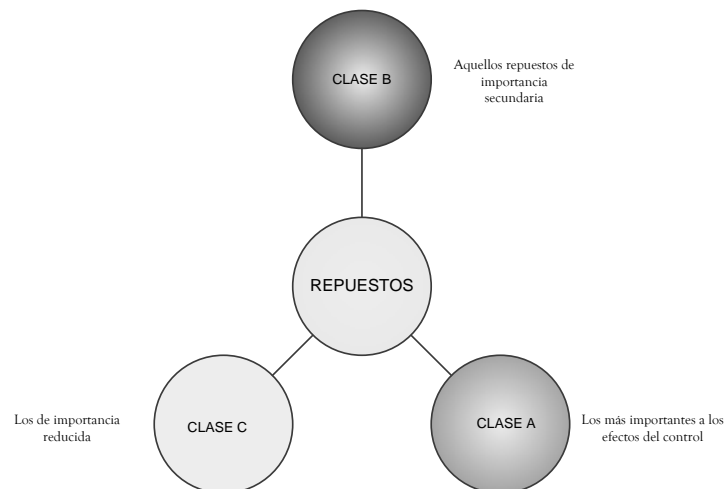 CLASE B
Aquellos repuestos de
importancia
secundaria
REPUESTOS
Los de importancia
reducida
CLASE C
CLASE A
Los más importantes a los
efectos del control